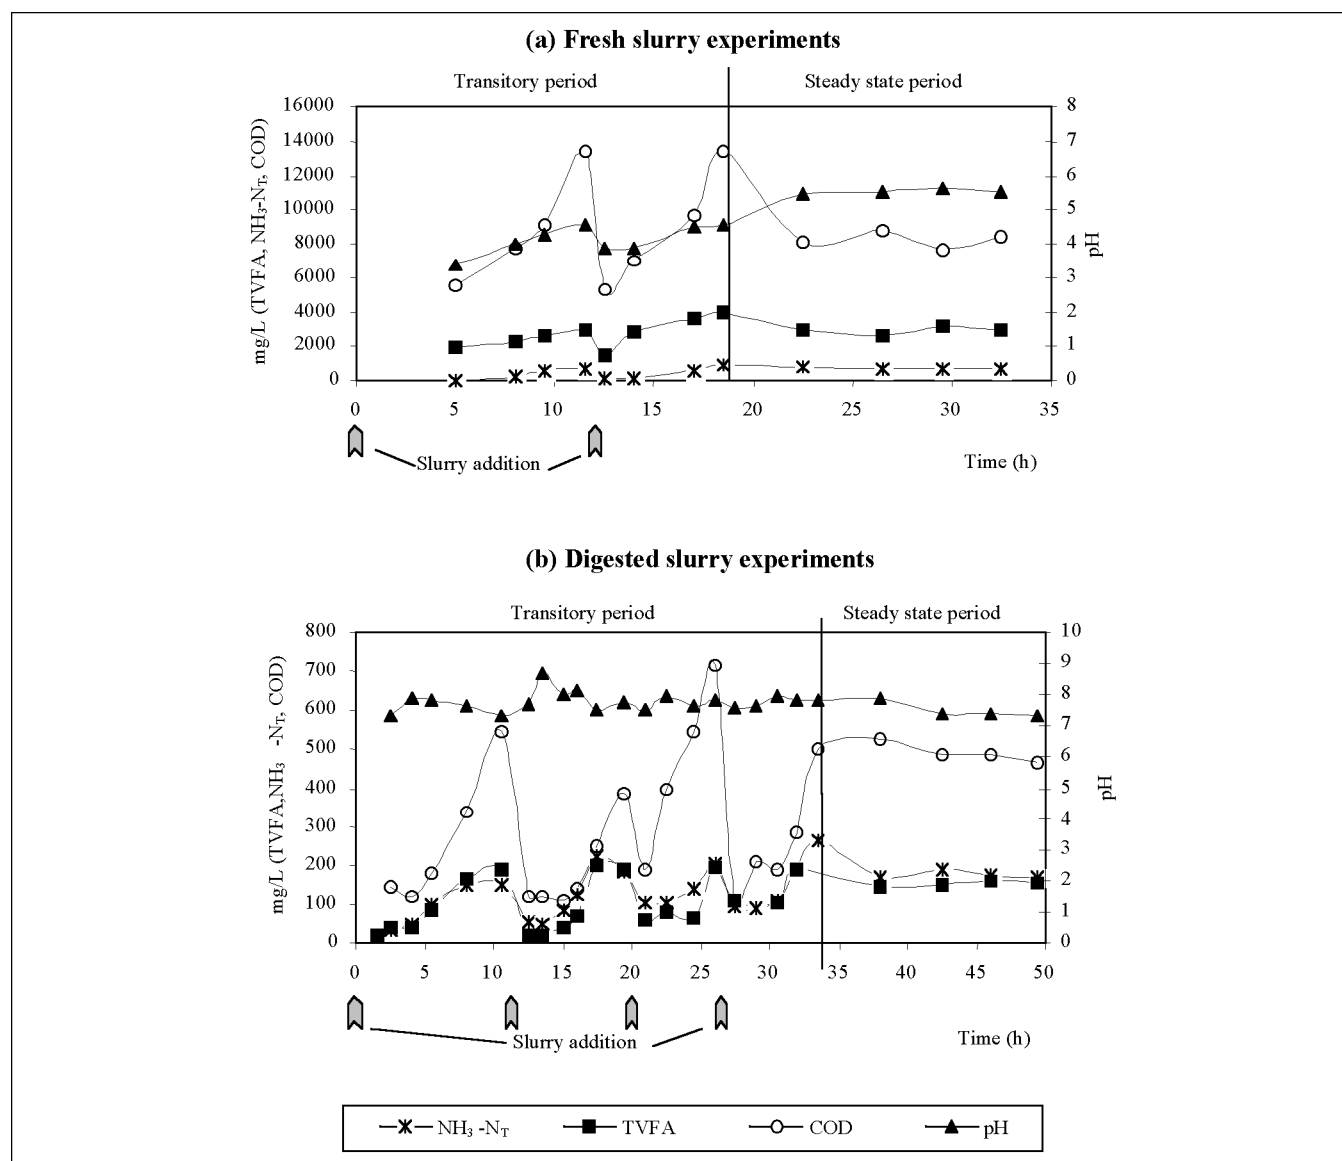 (a) Fresh slurry experiments
Transitory period Steady state period
mg/L (TVFA, NH3-NT, COD)
16000
14000
12000
10000
8000
6000
4000
2000
0
8
7
6
5
4
3
2
1
0
pH
0 5 10 15 20 25 30 35
Slurry addition
Time (h)
(b) Digested slurry experiments
Transitory period Steady state period
mg/L (TVFA,NH3 -NT, COD)
800
700
600
500
400
300
200
100
0
10
9
8
7
6
5
4
3
2
1
0
pH
0 5 10 15 20 25 30 35 40 45 50
Slurry addition
Time (h)
NH3 -NT TVFA COD pH